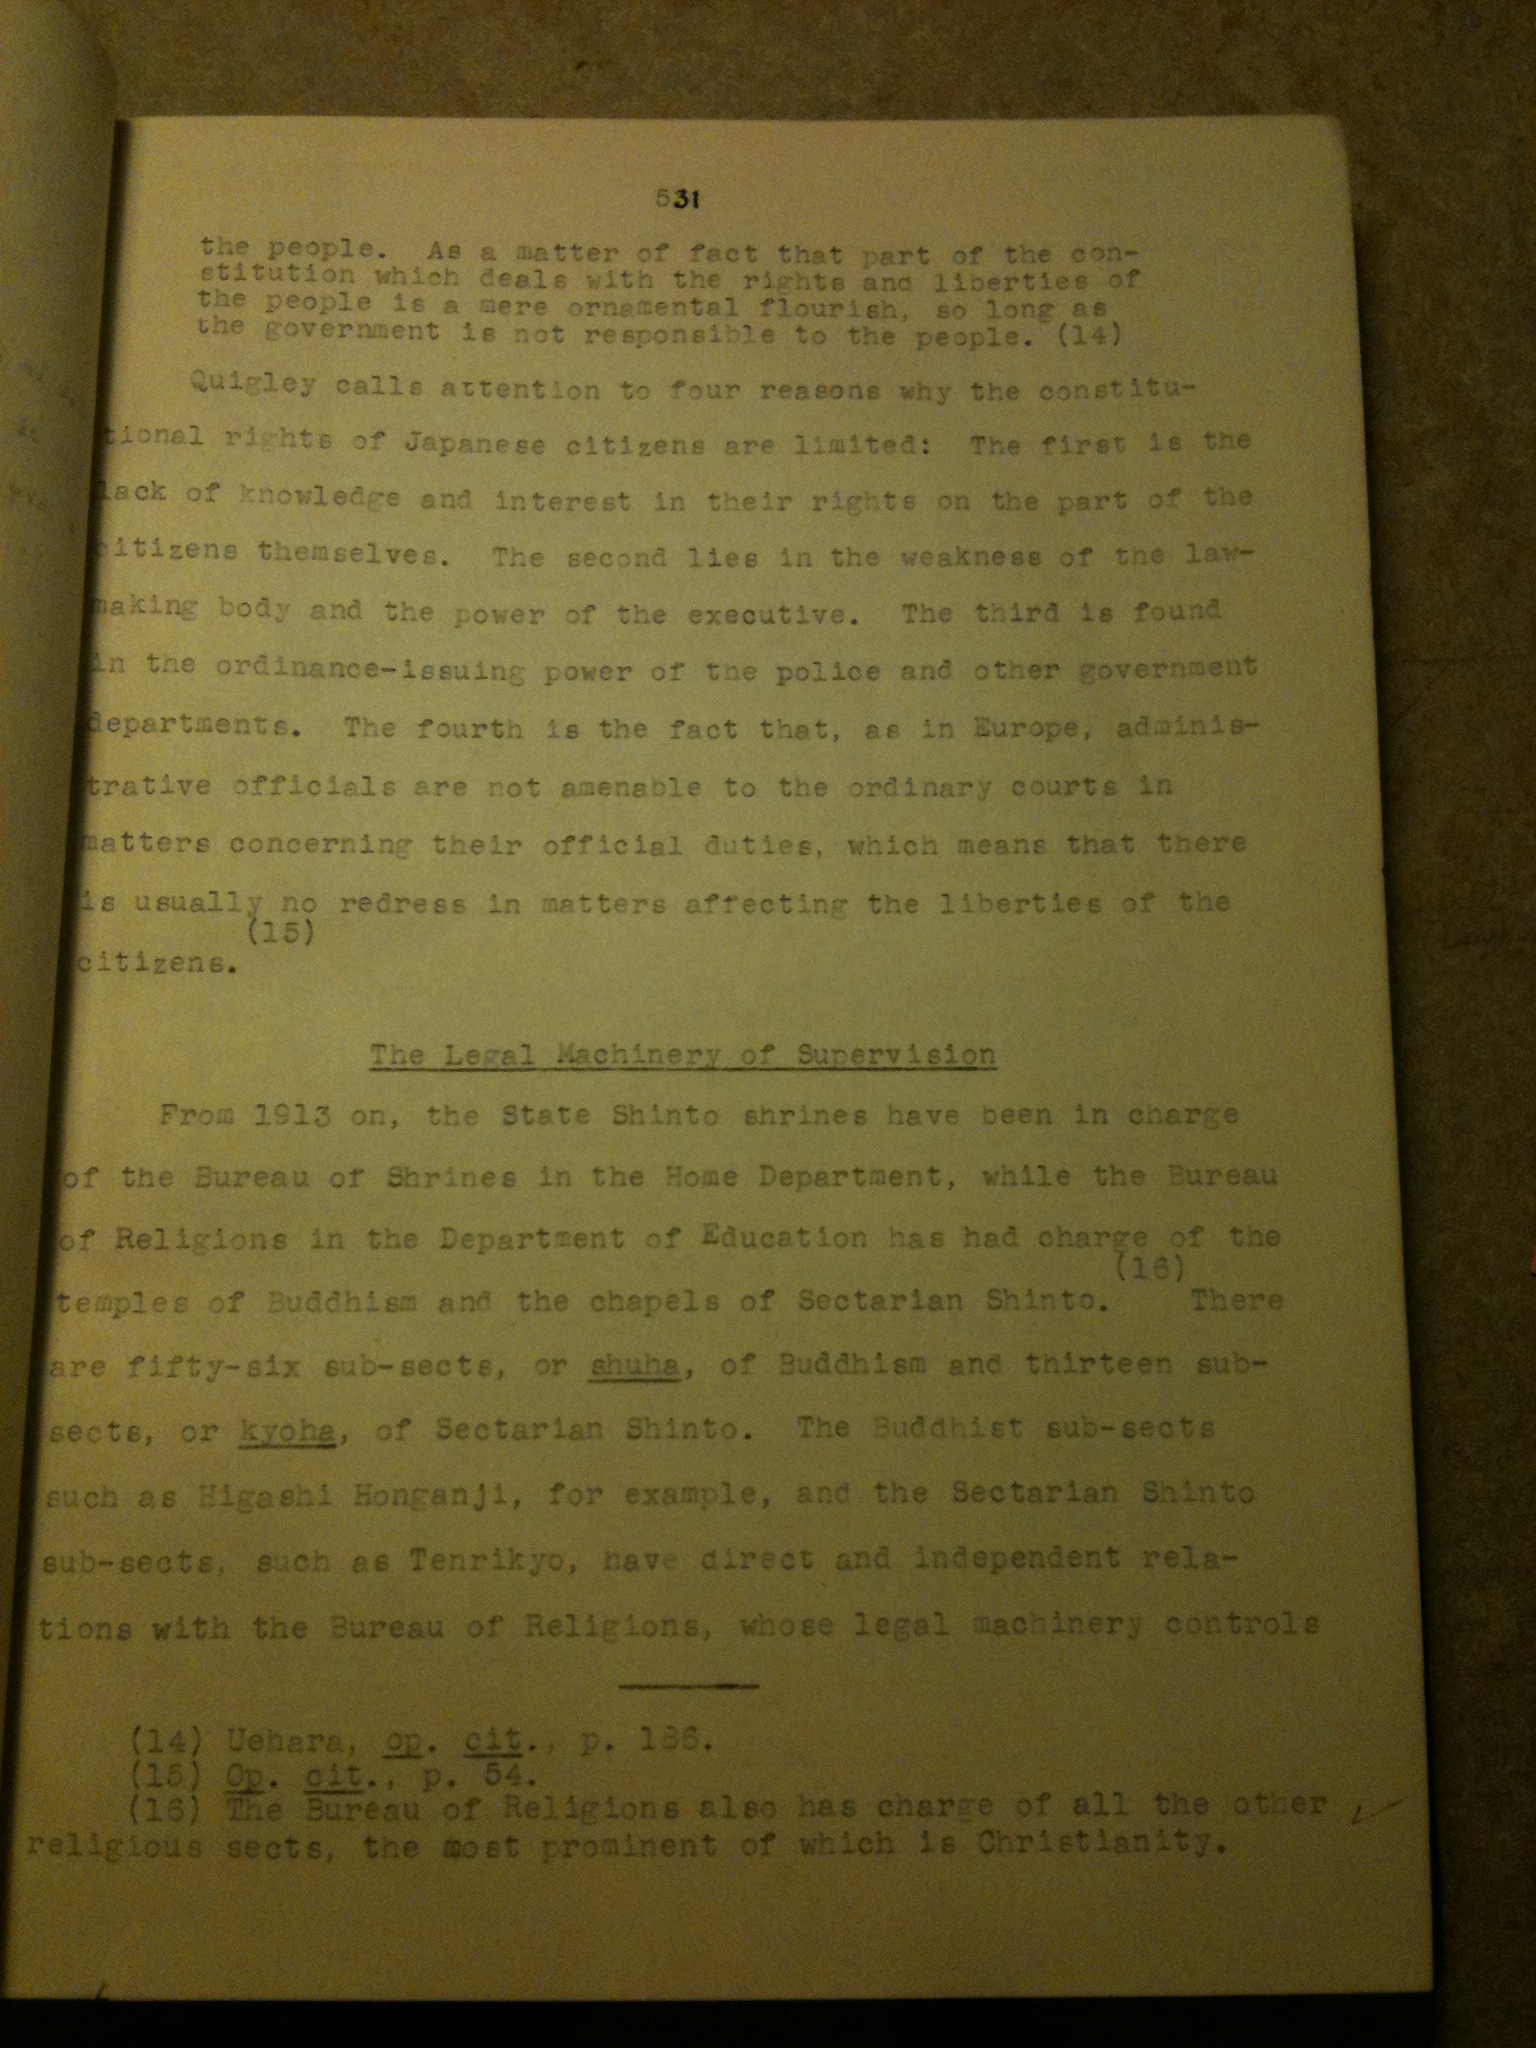 531
the people. As a matter of fact that part of the con-
stitution which deals with the rights and liberties of
the people is a mere ornamental flourish, so long as
the government is not responsible to the people. (14)
Quigley calls attention to four reasons why the constitu-
tional rights of Japanese citizens are limited: The first is the
lack of knowledge and interest in their rights on the part of the
citizens themselves. The second lies in the weakness of the law-
making body and the power of the executive. The third is found
in the ordinance-issuing power of the police and other government
departments. The fourth is the fact that, as in Europe, adminis-
trative officials are not amenable to the ordinary courts in
matters concerning their official duties, which means that there
is usually no redress in matters affecting the liberties of the
(15)
citizens.
The Legal Machinery of Supervision
From 1913 on, the State Shinto shrines have been in charge
of the Bureau of Shrines in the Home Department, while the Bureau
of Religions in the Department of Education has had charge of the
(16)
temples of Buddhism and the chapels of Sectarian Shinto. There
are fifty-six sub-sects, or shuha, of Buddhism and thirteen sub-
sects, or kyoha, of Sectarian Shinto. The Buddhist sub-sects
such as Higashi Honganji, for example, and the Sectarian Shinto
sub-sects, such as Tenrikyo, have direct and independent rela-
tions with the Bureau of Religions, whose legal machinery controls
(14) Uehara, op. cit., p. 186.
(15) Op. cit., p. 54.
(16) The Bureau of Religions also has charge of all the other
religious sects, the most prominent of which is Christianity.